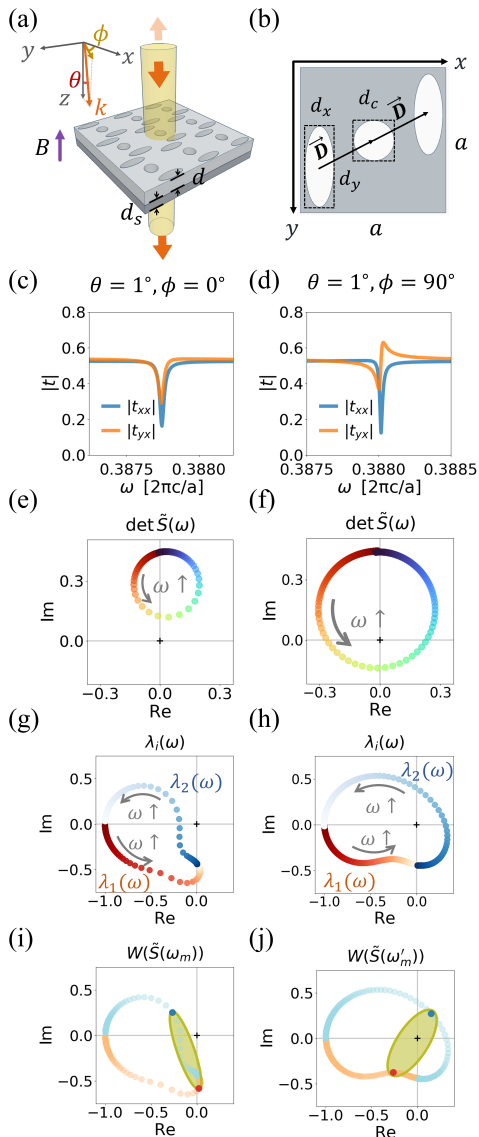 (a)
(b)
y
x
z
ϕ
θ
k
B
d
d_s
x
d_x
d_c
D⃗
D⃗
d_y
a
y
a
(c)
(d)
θ = 1°, ϕ = 0°
θ = 1°, ϕ = 90°
0.8
0.6
0.4
0.2
0.0
|t|
|t_xx|
|t_yx|
0.3875
0.3880
ω [2πc/a]
0.8
0.6
0.4
0.2
0.0
|t|
|t_xx|
|t_yx|
0.3875
0.3880
0.3885
ω [2πc/a]
(e)
(f)
det S̃(ω)
0.3
0.0
Im
ω ↑
−0.3
0.0
0.3
Re
det S̃(ω)
0.3
0.0
Im
ω ↑
−0.3
0.0
0.3
Re
(g)
(h)
λ_i(ω)
0.5
0.0
−0.5
Im
λ_2(ω)
ω ↑
ω ↑
λ_1(ω)
−1.0
−0.5
0.0
Re
λ_i(ω)
0.5
0.0
−0.5
Im
λ_2(ω)
ω ↑
ω ↑
λ_1(ω)
−1.0
−0.5
0.0
Re
(i)
(j)
W(S̃(ω_m))
0.5
0.0
−0.5
Im
−1.0
−0.5
0.0
Re
W(S̃(ω′_m))
0.5
0.0
−0.5
Im
−1.0
−0.5
0.0
Re